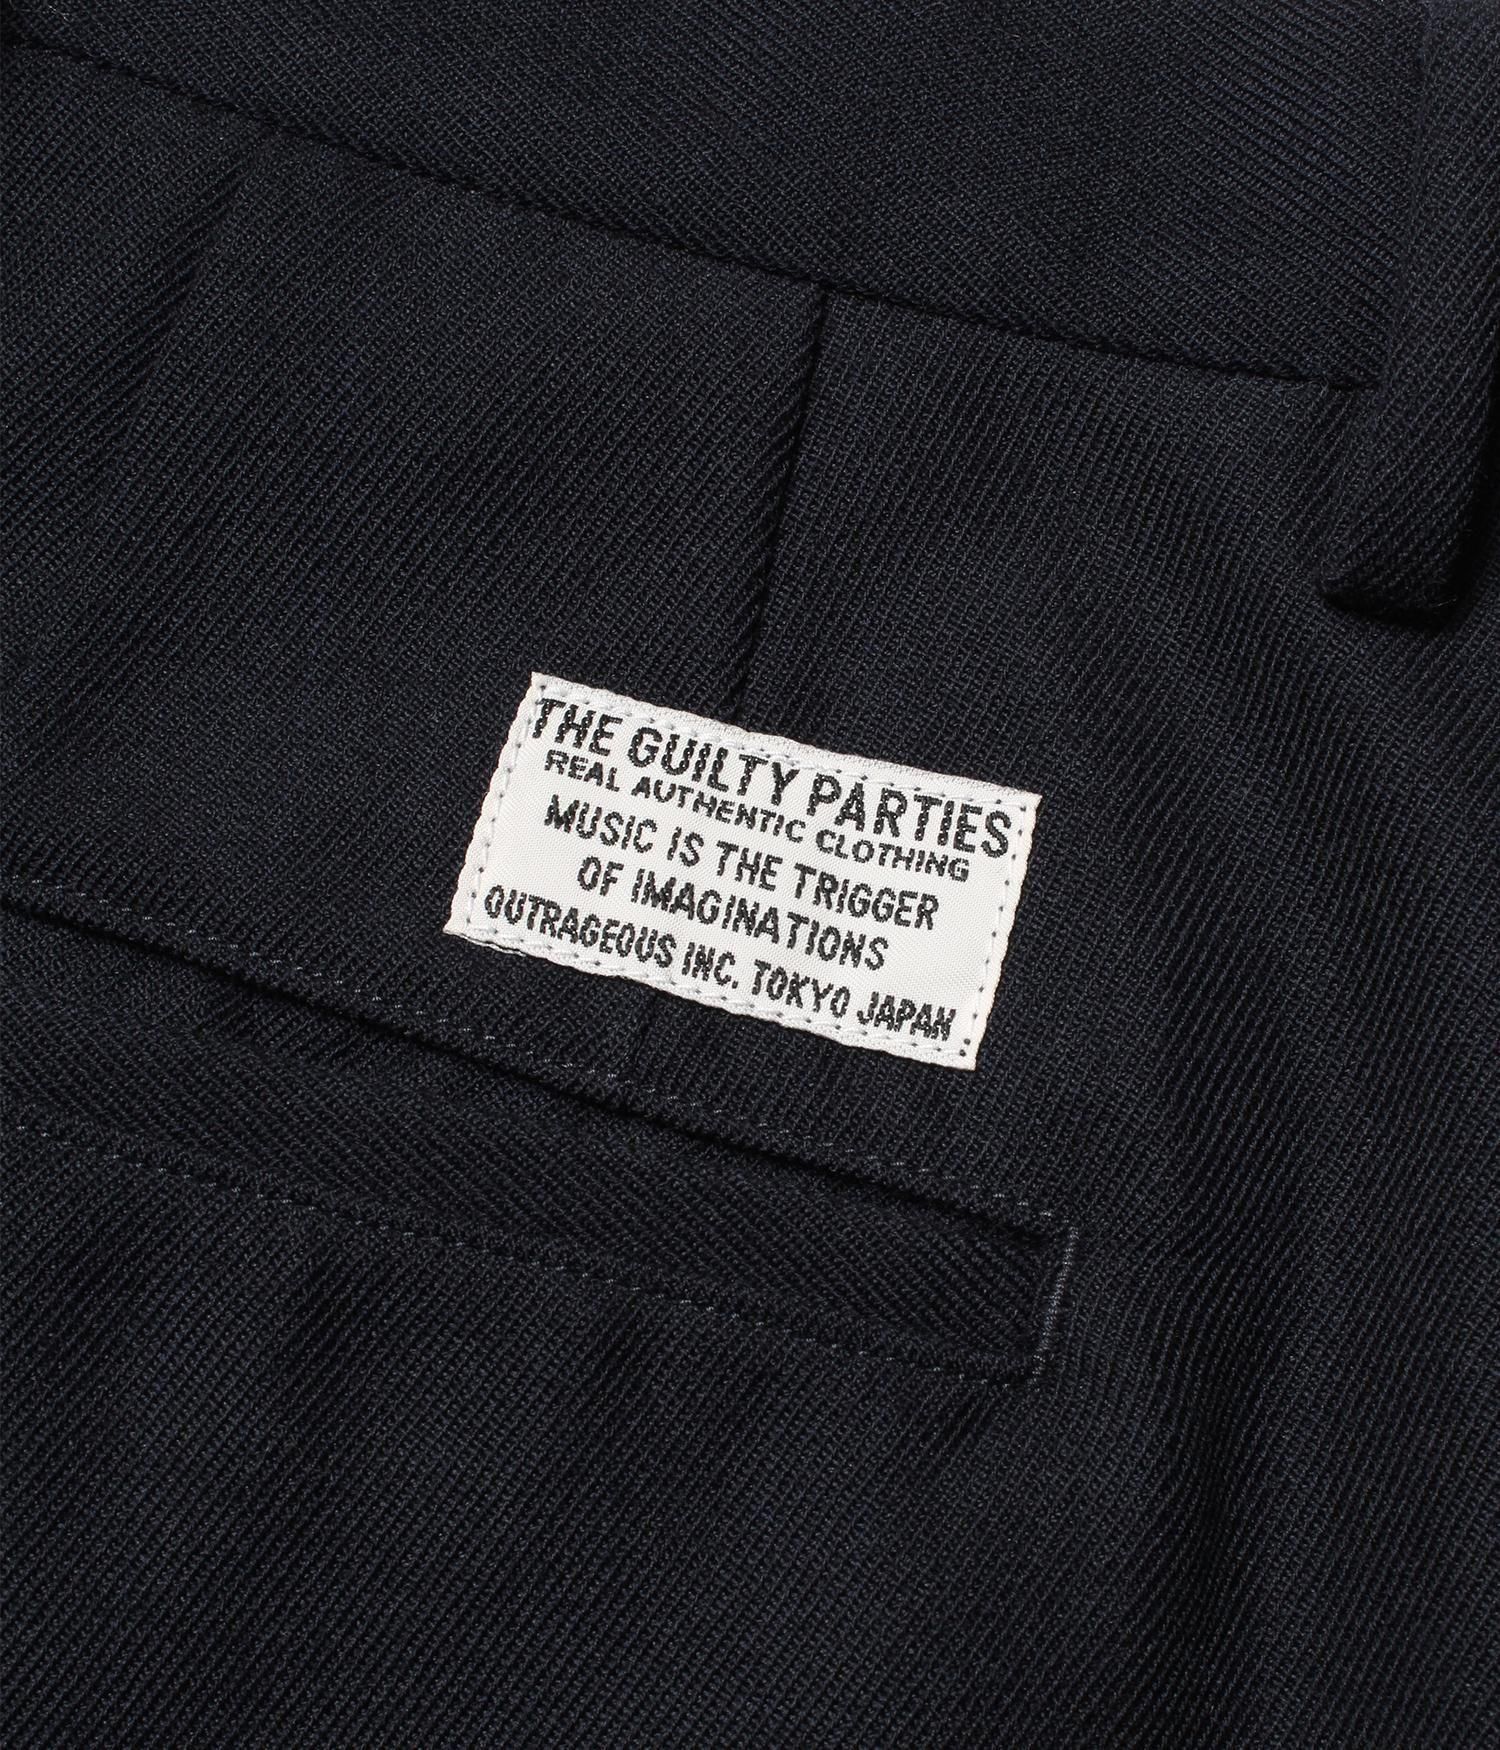 THE GUILTY PARTIES
REAL AUTHENTIC CLOTHING
MUSIC IS THE TRIGGER
OF IMAGINATIONS
OUTRAGEOUS INC. TOKYO JAPAN